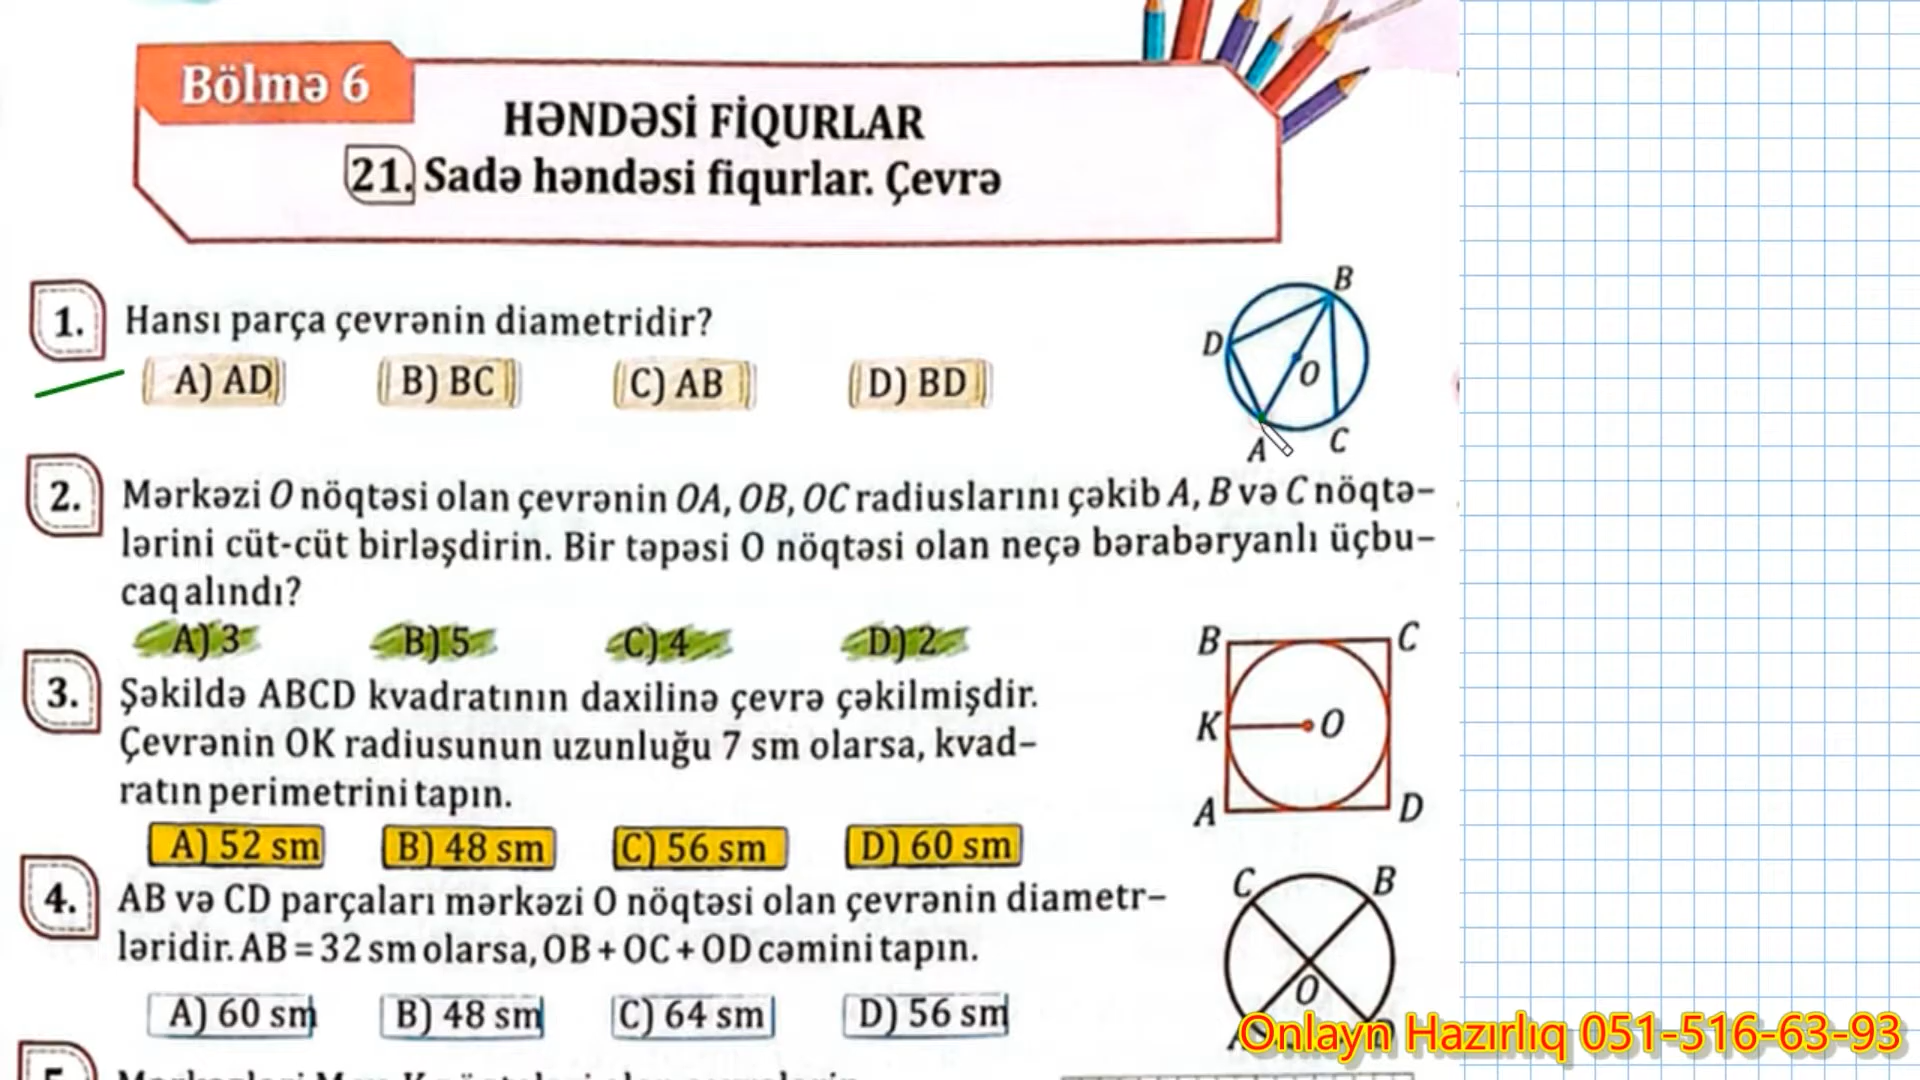 Bölmə 6
HƏNDƏSİ FİQURLAR
21. Sadə həndəsi fiqurlar. Çevrə
1. Hansı parça çevrənin diametridir?
A) AD B) BC C) AB D) BD
B
D
O
A C
2. Mərkəzi O nöqtəsi olan çevrənin OA, OB, OC radiuslarını çəkib A, B və C nöqtə-
lərini cüt-cüt birləşdirin. Bir təpəsi O nöqtəsi olan neçə bərabəryanlı üçbu-
caq alındı?
A) 3 B) 5 C) 4 D) 2
3. Şəkildə ABCD kvadratının daxilinə çevrə çəkilmişdir.
Çevrənin OK radiusunun uzunluğu 7 sm olarsa, kvad-
ratın perimetrini tapın.
A) 52 sm B) 48 sm C) 56 sm D) 60 sm
B C
K O
A D
4. AB və CD parçaları mərkəzi O nöqtəsi olan çevrənin diametr-
ləridir. AB = 32 sm olarsa, OB + OC + OD cəmini tapın.
A) 60 sm B) 48 sm C) 64 sm D) 56 sm
C B
O
Onlayn Hazırlıq 051-516-63-93